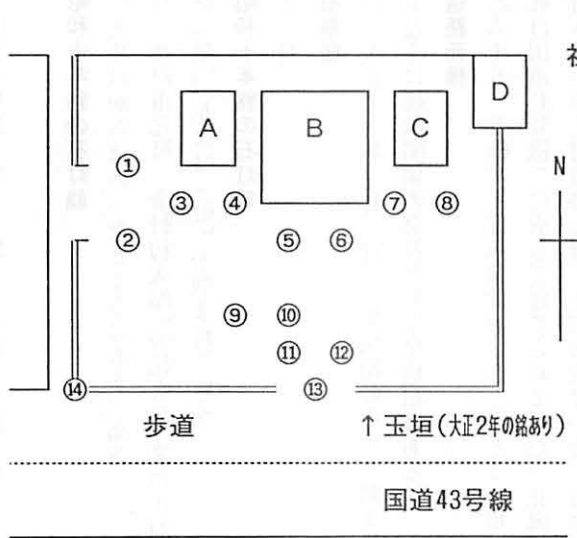 社
D
A B C
N
①
③ ④ ⑦ ⑧
② ⑤ ⑥
⑨ ⑩
⑪ ⑫
⑭ ⑬
歩道 ↑玉垣(大正2年の銘あり)
国道43号線